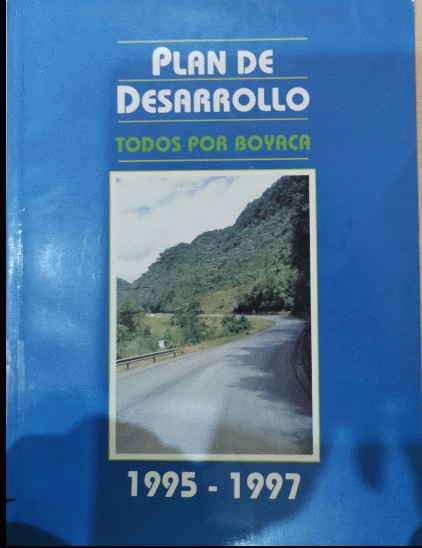 PLAN DE
DESARROLLO
TODOS POR BOYACA
1995 - 1997